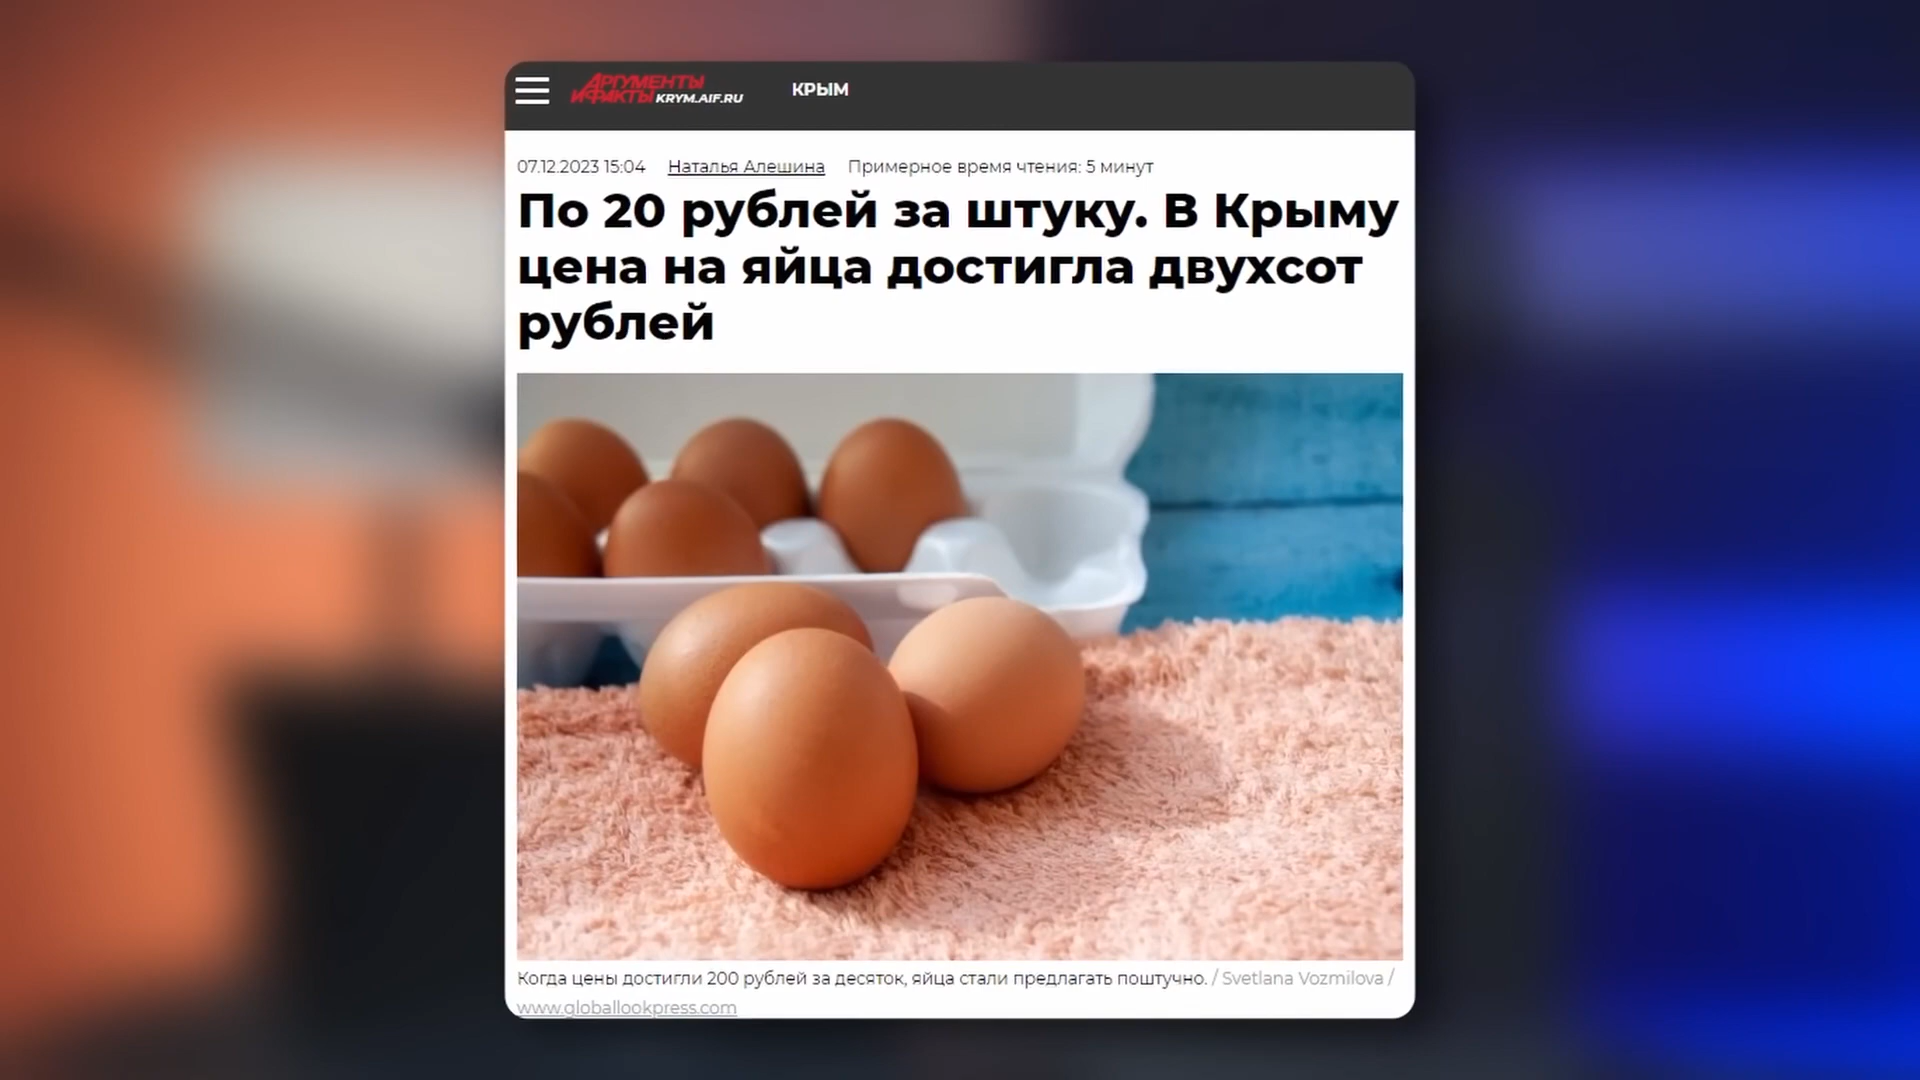 АРГУМЕНТЫ
И ФАКТЫ KRYM.AIF.RU
КРЫМ
07.12.2023 15:04 Наталья Алешина Примерное время чтения: 5 минут
По 20 рублей за штуку. В Крыму
цена на яйца достигла двухсот
рублей
Когда цены достигли 200 рублей за десяток, яйца стали предлагать поштучно. / Svetlana Vozmilova /
www.globallookpress.com